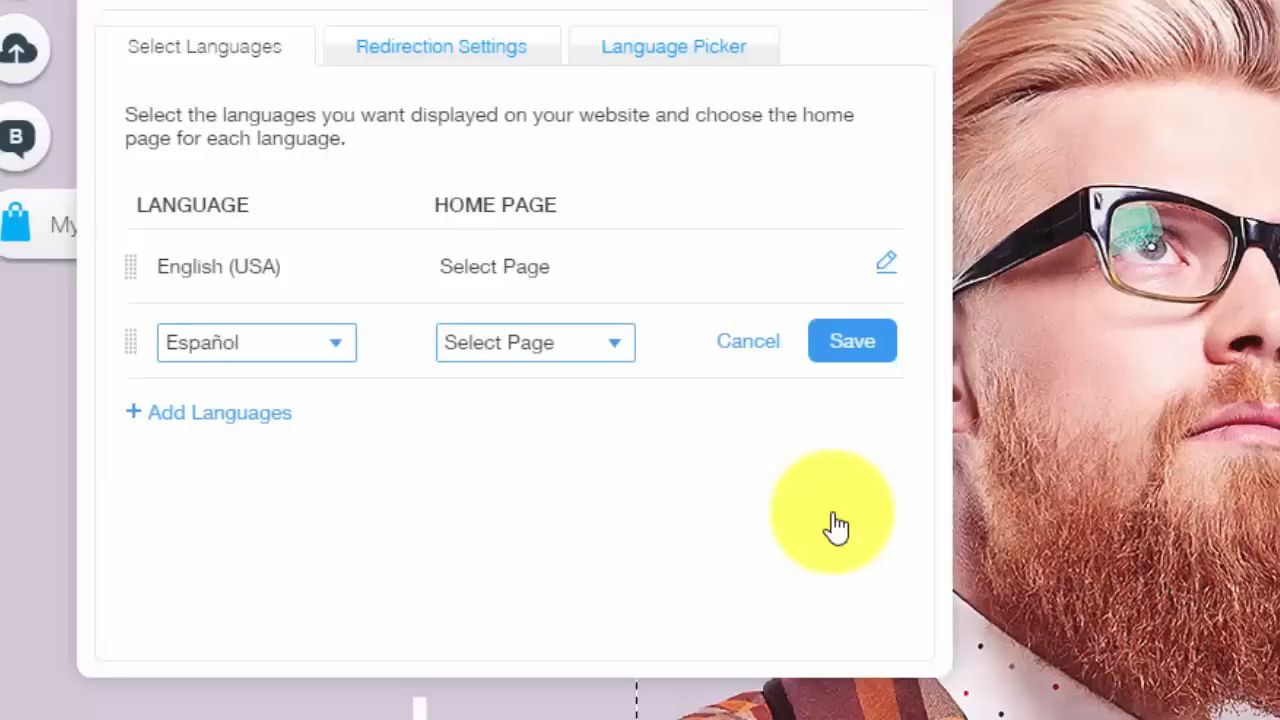 Select Languages
Redirection Settings
Language Picker
Select the languages you want displayed on your website and choose the home
page for each language.
LANGUAGE HOME PAGE
B
My
English (USA) Select Page
Español Select Page Cancel Save
+ Add Languages